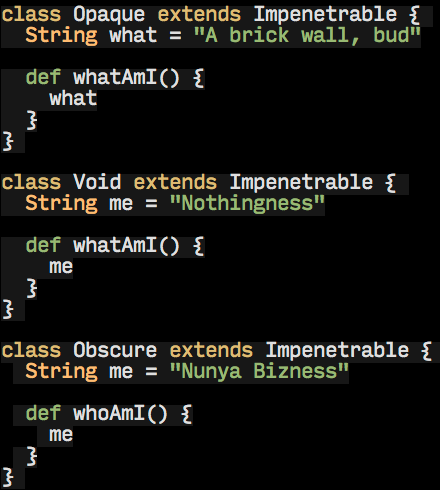 class Opaque extends Impenetrable {
  String what = "A brick wall, bud"

  def whatAmI() {
    what
  }
}

class Void extends Impenetrable {
  String me = "Nothingness"

  def whatAmI() {
    me
  }
}

class Obscure extends Impenetrable {
  String me = "Nunya Bizness"

  def whoAmI() {
    me
  }
}